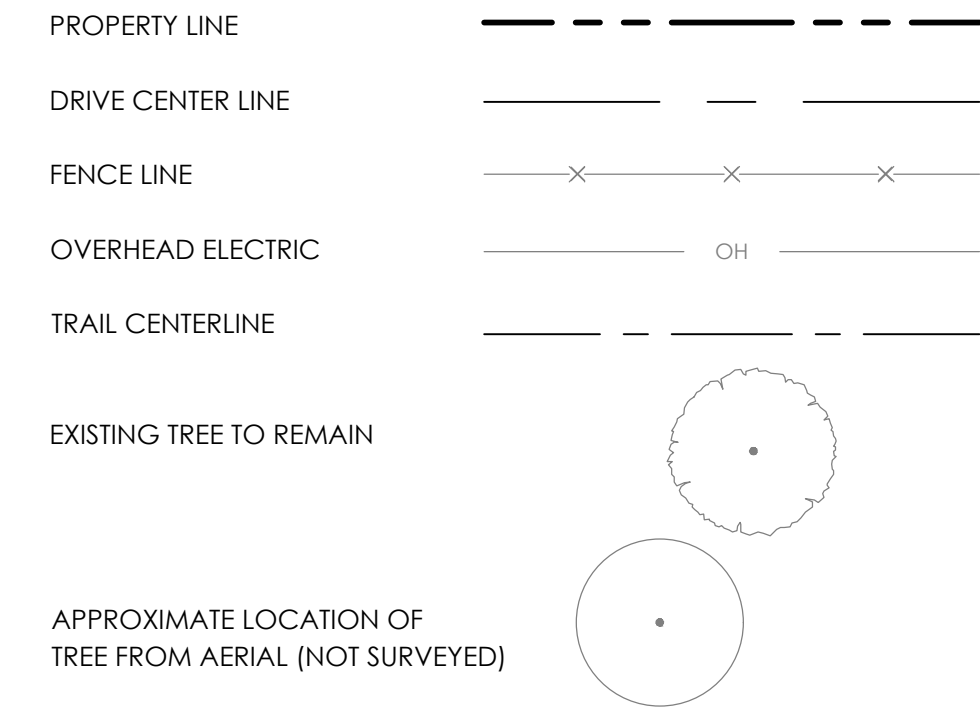 PROPERTY LINE
DRIVE CENTER LINE
FENCE LINE
OVERHEAD ELECTRIC
OH
TRAIL CENTERLINE
EXISTING TREE TO REMAIN
APPROXIMATE LOCATION OF
TREE FROM AERIAL (NOT SURVEYED)